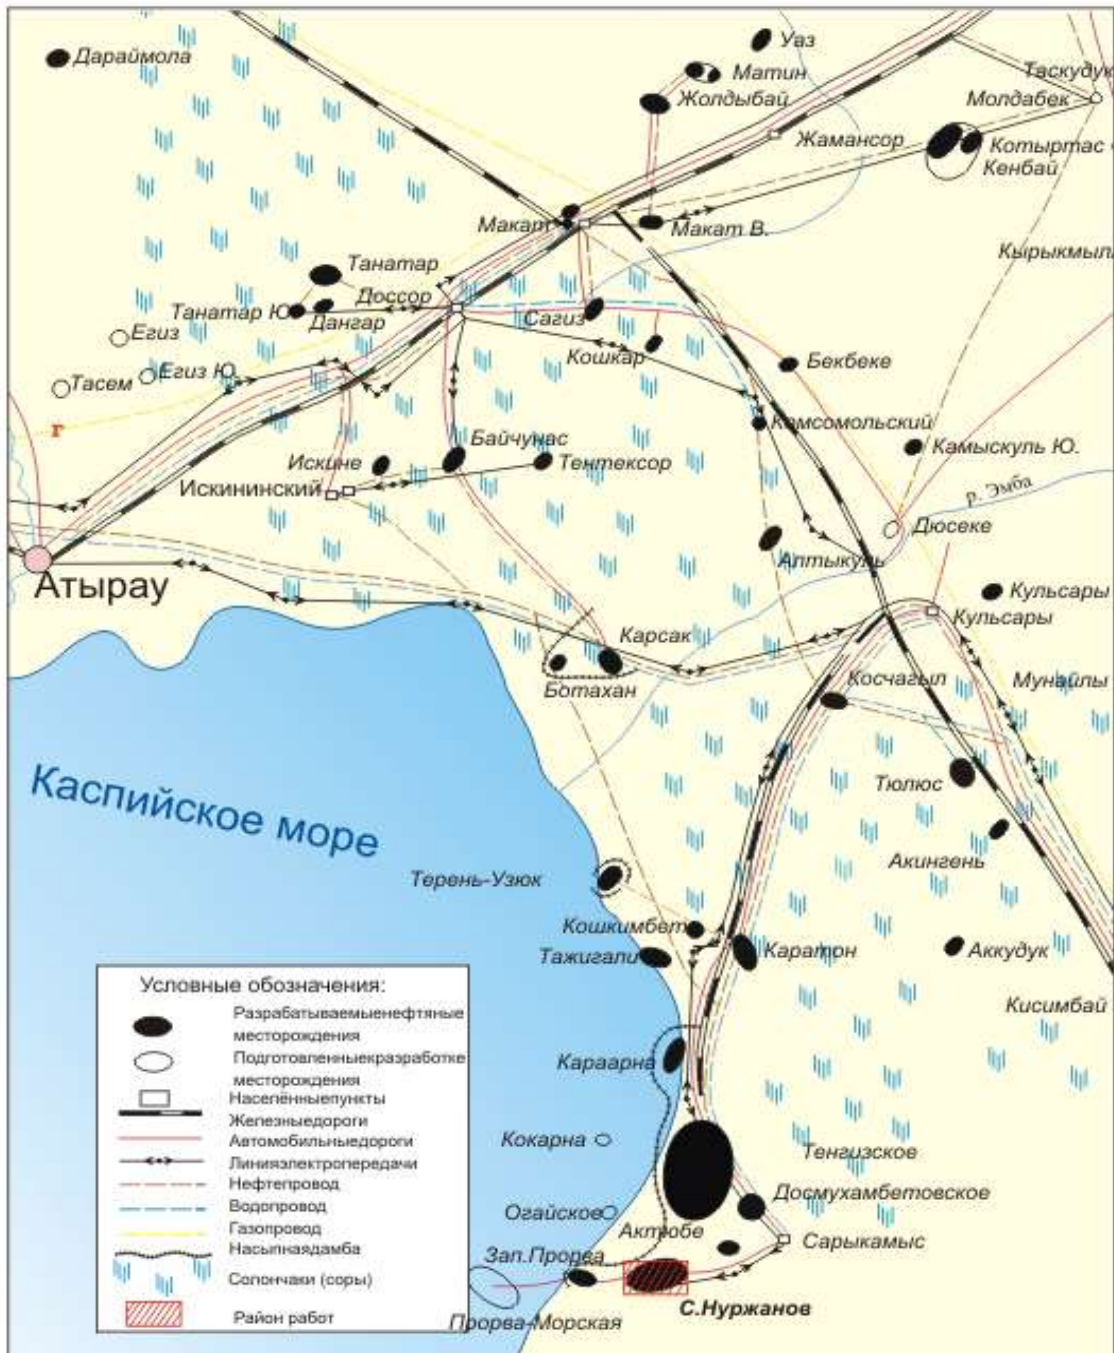 Дараймола
Уаз
Матин
Таскудук
Жолдыбай
Молдабек
Жамансор
Котыртас
Кенбай
Макат
Макат В.
Танатар
Доссор
Танатар Ю
Дангар
Сагиз
Егиз
Кошкар
Бекбеке
Егиз Ю.
Тасем
г
Комсомольский
Байчунас
Камыскуль Ю.
Искине
Тентексор
Искининский
р. Эмба
Дюсеке
Атырау
Алтыкуль
Кульсары
Кульсары
Карсак
Косчагыл
Мунайлы
Ботахан
Каспийское море
Тюлюс
Акингень
Терень-Узюк
Кошкимбет
Каратон
Аккудук
Тажигали
Кисимбай
Караарна
Кокарна
Тенгизское
Досмухамбетовское
Огайское
Актюбе
Сарыкамыс
Зап.Прорва
С.Нуржанов
Прорва-Морская
Условные обозначения:
Разрабатываемыенефтяные
месторождения
Подготовленныекразработке
месторождения
Населённыепункты
Железныедороги
Автомобильныедороги
Линияэлектропередачи
Нефтепровод
Водопровод
Газопровод
Насыпнаядамба
Солончаки (соры)
Район работ